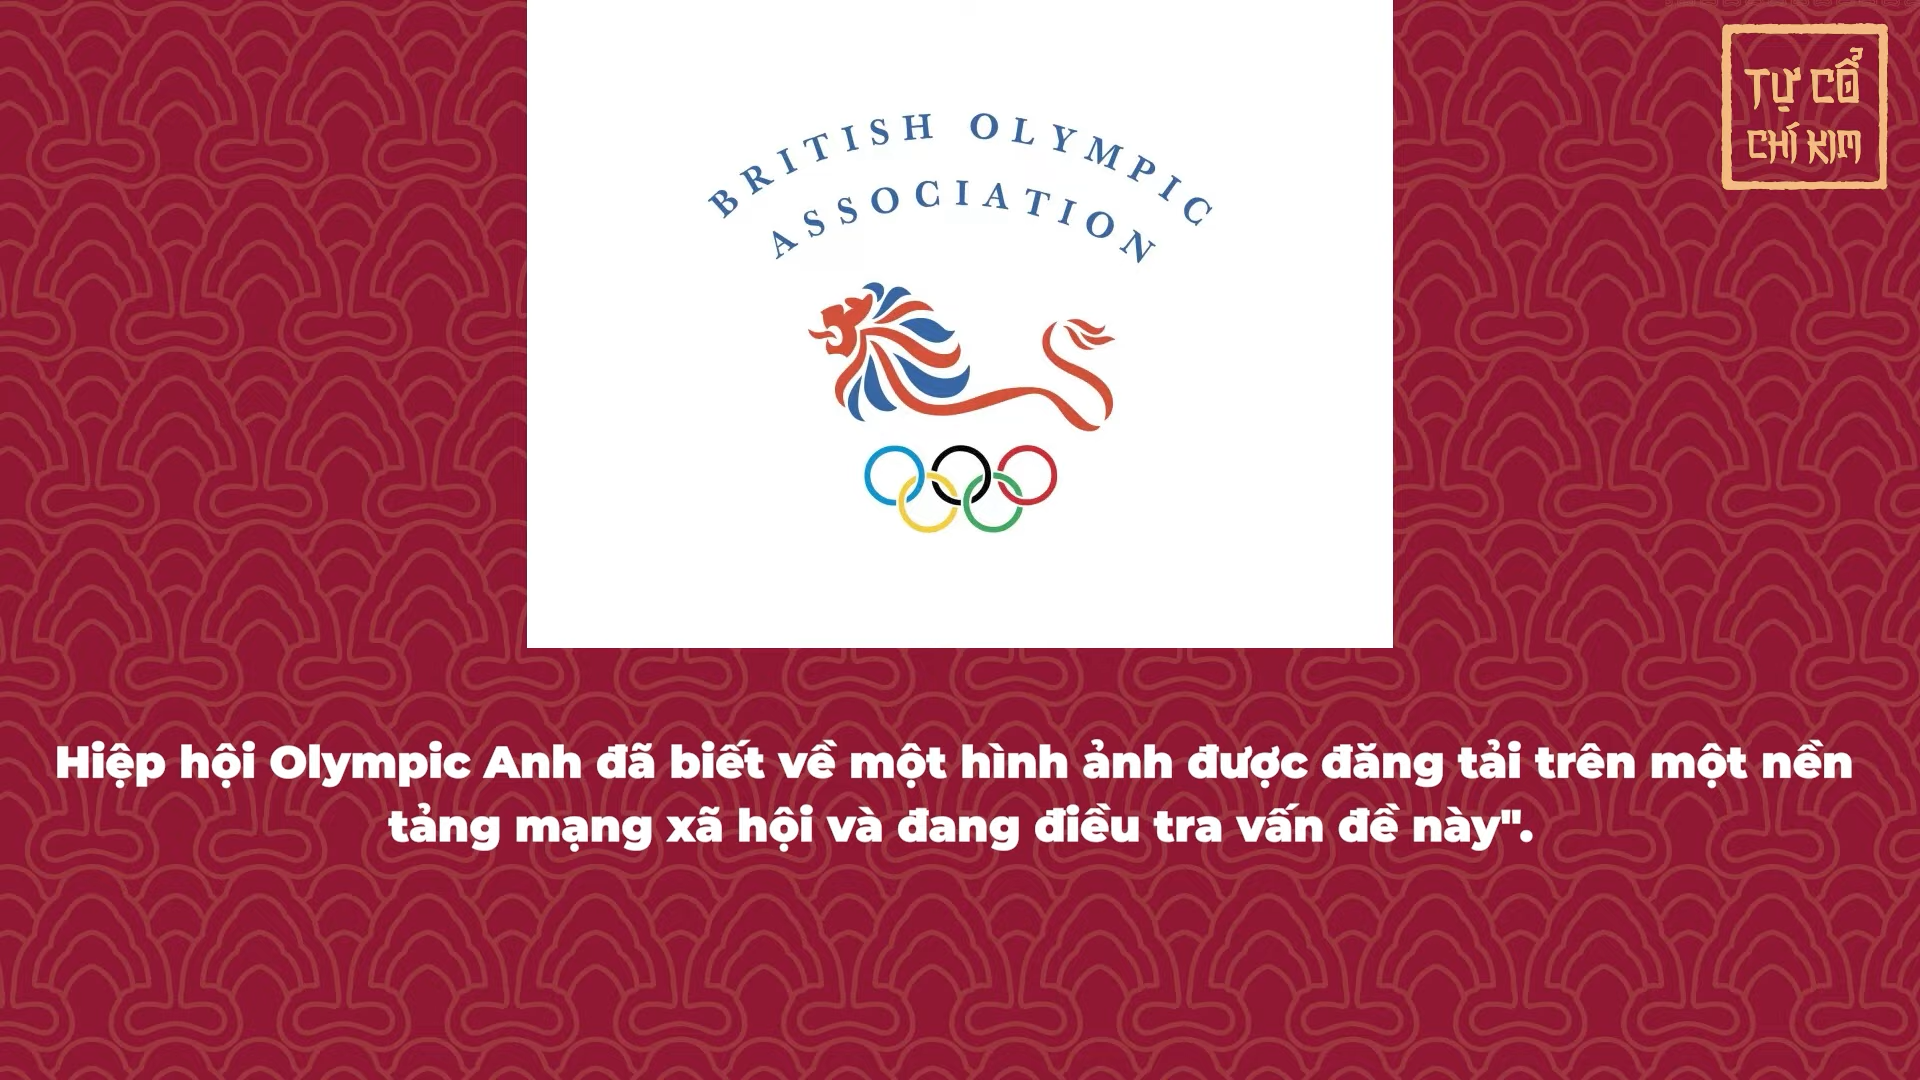 BRITISH OLYMPIC
ASSOCIATION
TỰ CỔ
CHÍ KIM
Hiệp hội Olympic Anh đã biết về một hình ảnh được đăng tải trên một nền
tảng mạng xã hội và đang điều tra vấn đề này".